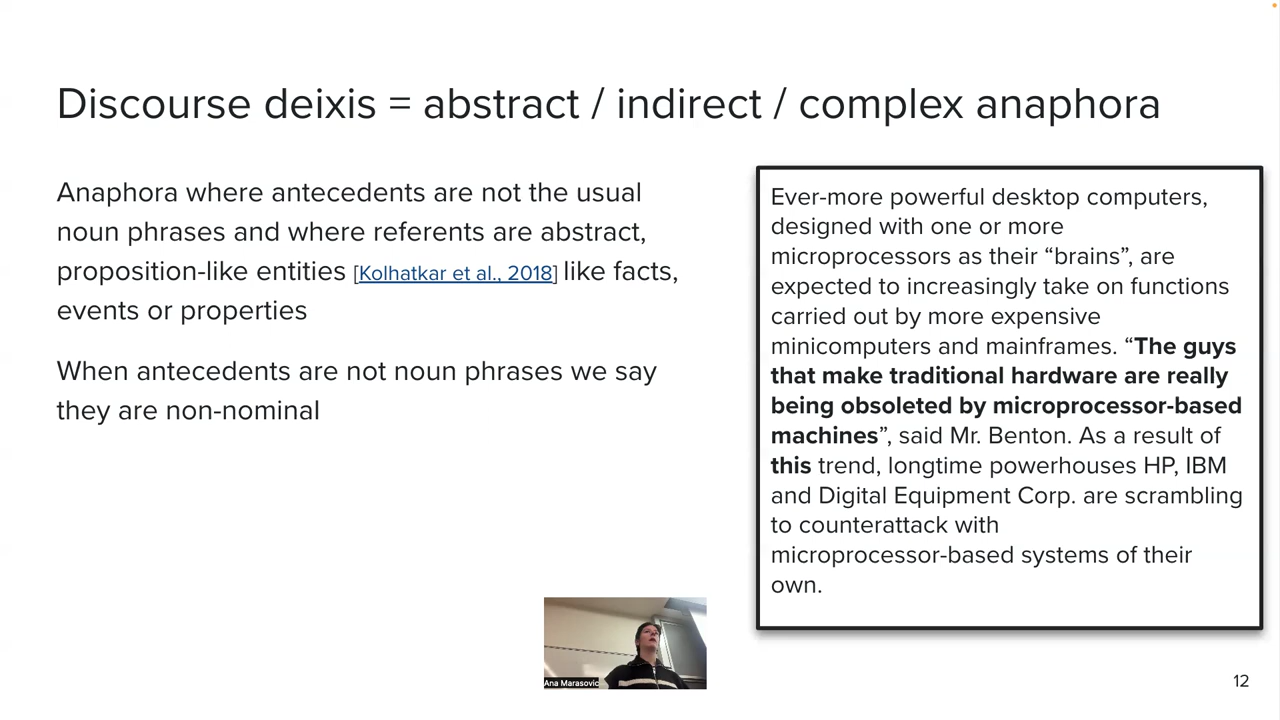 Discourse deixis = abstract / indirect / complex anaphora
Anaphora where antecedents are not the usual
noun phrases and where referents are abstract,
proposition-like entities [Kolhatkar et al., 2018] like facts,
events or properties
When antecedents are not noun phrases we say
they are non-nominal
Ever-more powerful desktop computers,
designed with one or more
microprocessors as their “brains”, are
expected to increasingly take on functions
carried out by more expensive
minicomputers and mainframes. “The guys
that make traditional hardware are really
being obsoleted by microprocessor-based
machines”, said Mr. Benton. As a result of
this trend, longtime powerhouses HP, IBM
and Digital Equipment Corp. are scrambling
to counterattack with
microprocessor-based systems of their
own.
Ana Marasovic
12